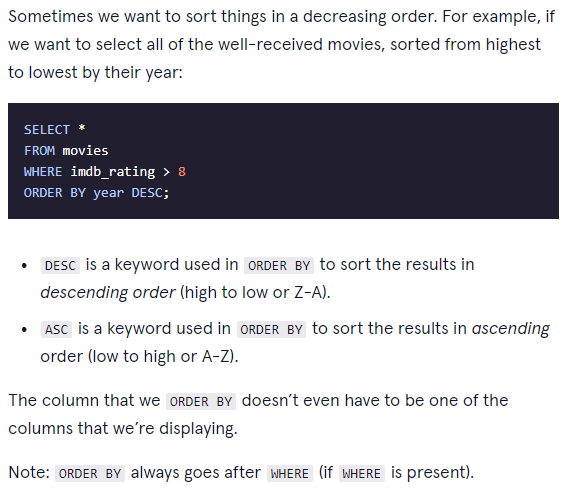 Sometimes we want to sort things in a decreasing order. For example, if
we want to select all of the well-received movies, sorted from highest
to lowest by their year:
SELECT *
FROM movies
WHERE imdb_rating > 8
ORDER BY year DESC;
• DESC is a keyword used in ORDER BY to sort the results in
descending order (high to low or Z-A).
• ASC is a keyword used in ORDER BY to sort the results in ascending
order (low to high or A-Z).
The column that we ORDER BY doesn’t even have to be one of the
columns that we’re displaying.
Note: ORDER BY always goes after WHERE (if WHERE is present).